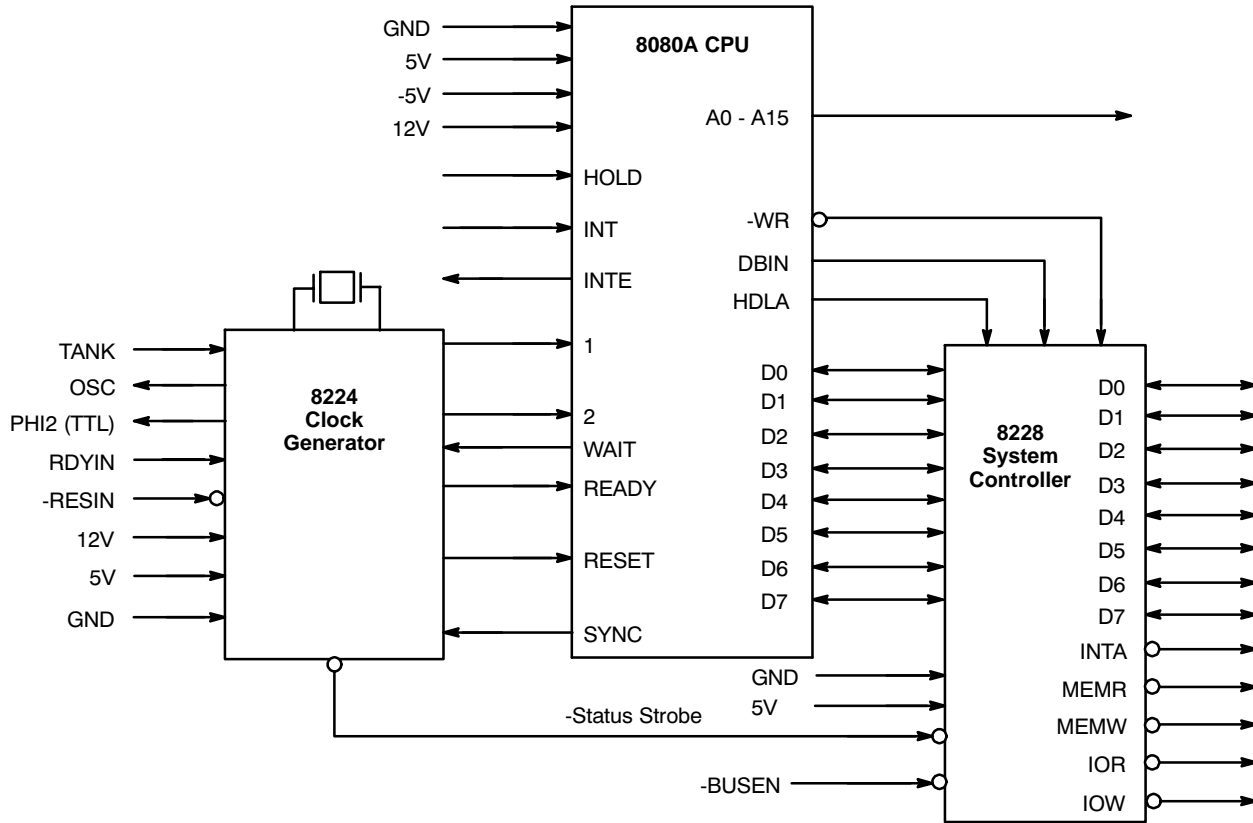 GND
5V
-5V
12V
8080A CPU
A0 - A15
HOLD
INT
INTE
-WR
DBIN
HDLA
1
2
WAIT
READY
RESET
SYNC
D0
D1
D2
D3
D4
D5
D6
D7
TANK
OSC
PHI2 (TTL)
RDYIN
-RESIN
12V
5V
GND
8224
Clock
Generator
8228
System
Controller
D0
D1
D2
D3
D4
D5
D6
D7
INTA
MEMR
MEMW
IOR
IOW
GND
5V
-Status Strobe
-BUSEN